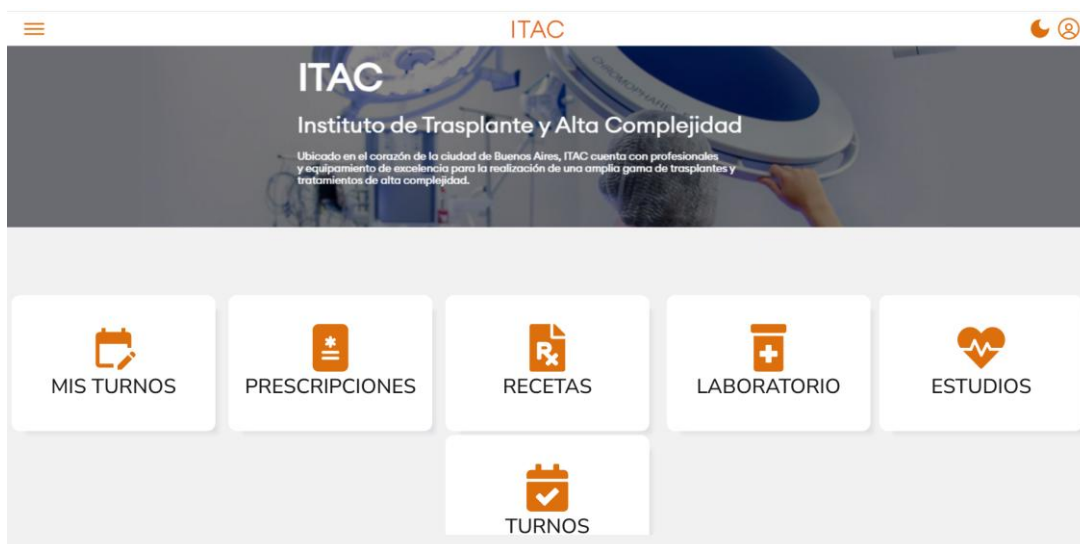 ITAC
ITAC
Instituto de Trasplante y Alta Complejidad
Ubicado en el corazón de la ciudad de Buenos Aires, ITAC cuenta con profesionales
y equipamiento de excelencia para la realización de una amplia gama de trasplantes y
tratamientos de alta complejidad.
CHROMOPHARE
MIS TURNOS
PRESCRIPCIONES
Rx
RECETAS
LABORATORIO
ESTUDIOS
TURNOS